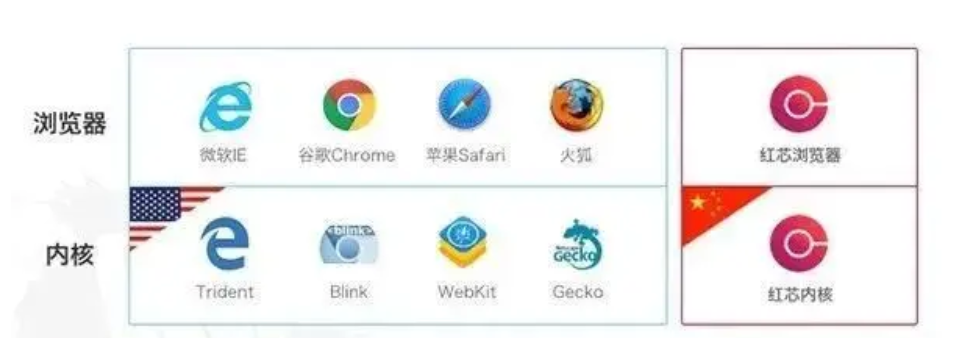 浏览器
微软IE
谷歌Chrome
苹果Safari
火狐
红芯浏览器
内核
blink
Gecko
Trident
Blink
WebKit
Gecko
红芯内核